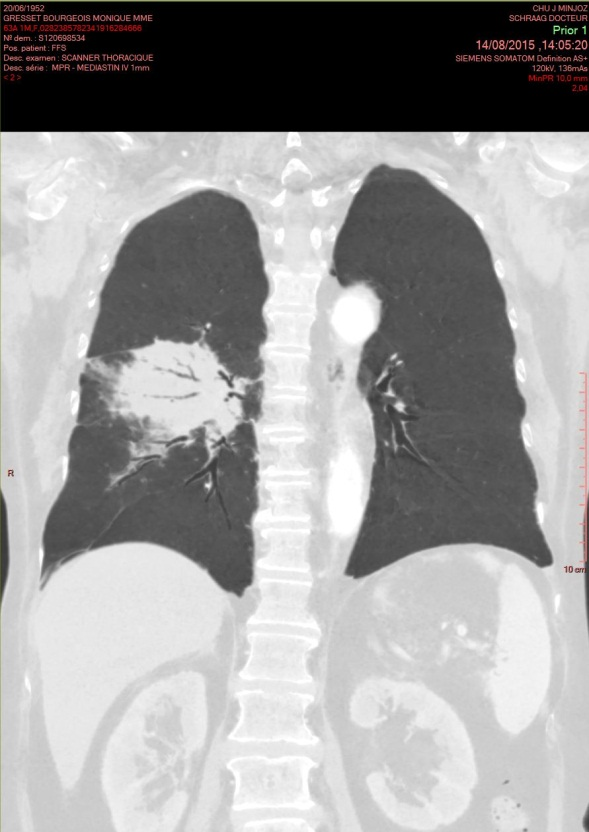 20/06/1952
GRESSET BOURGEOIS MONIQUE MME
63A 1M,F,0282385782341916284666
Nº dem. : S120698534
Pos. patient : FFS
Desc. examen : SCANNER THORACIQUE
Desc. série : MPR - MEDIASTIN IV 1mm
< 2 >
CHU J MINJOZ
SCHRAAG DOCTEUR
Prior 1
14/08/2015 ,14:05:20
SIEMENS SOMATOM Definition AS+
120kV, 136mAs
MinPR 10,0 mm
2,04
R
10 cm